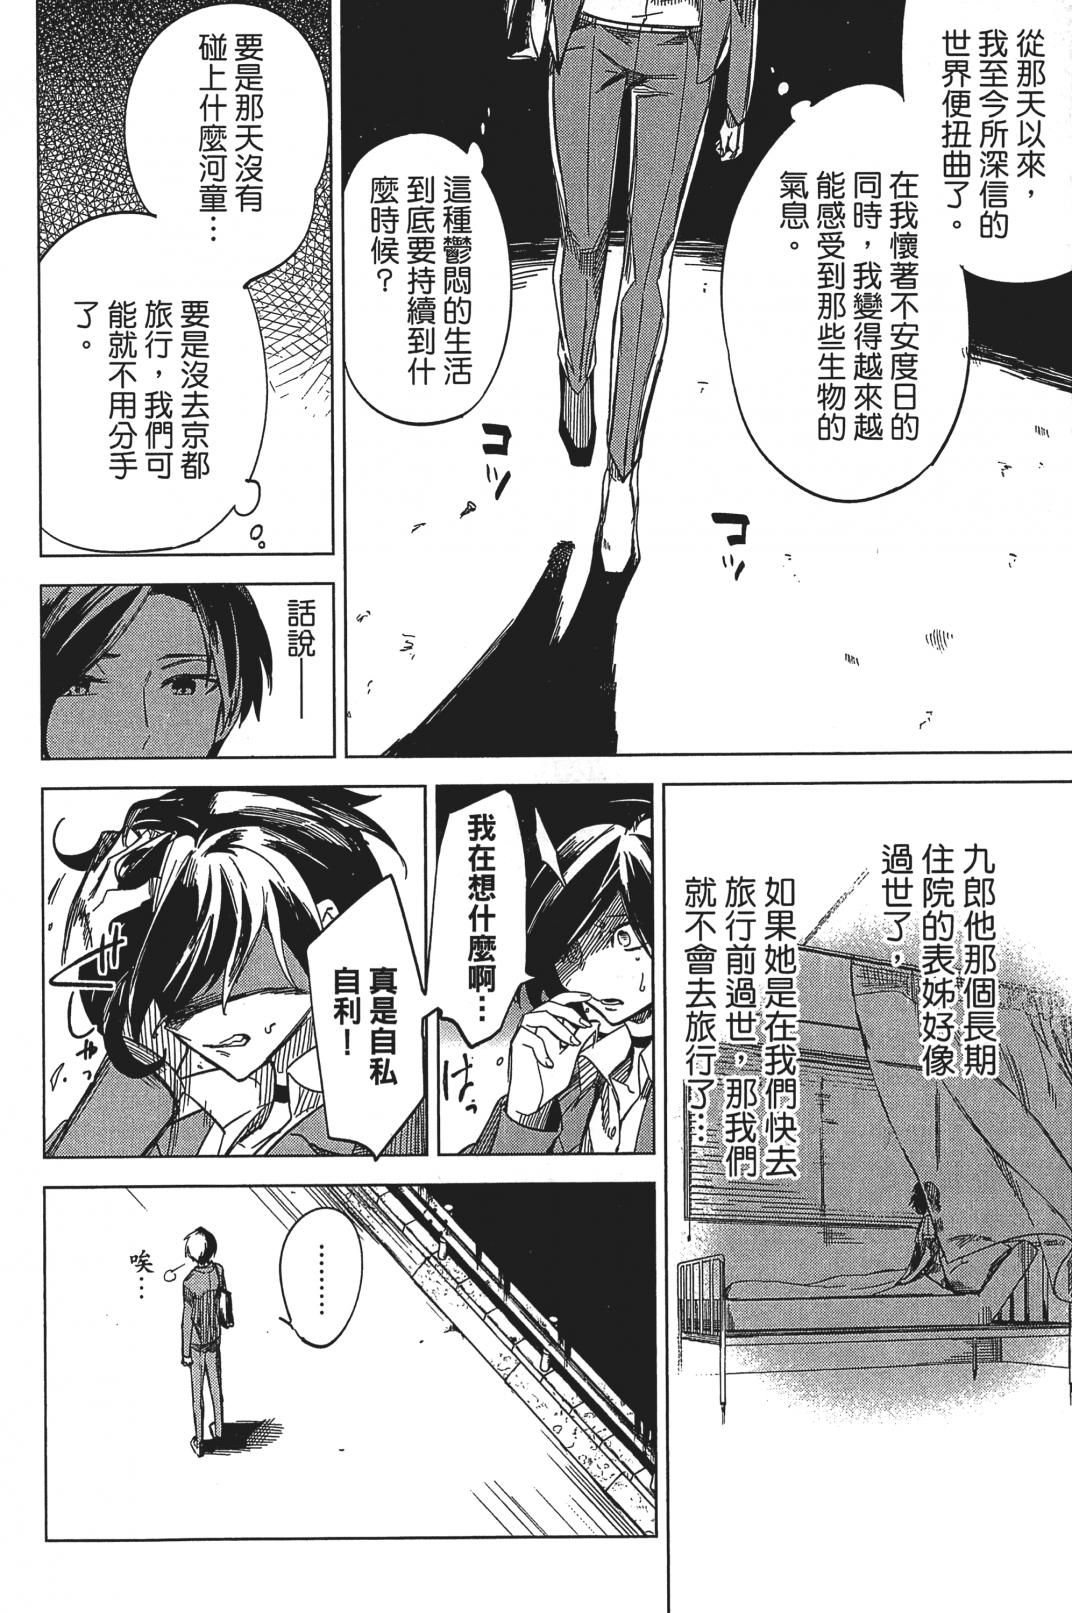 從那天以來，
我至今所深信的
世界便扭曲了。
在我懷著不安度日的
同時，我變得越來越
能感受到那些生物的
氣息。
這種鬱悶的生活
到底要持續到什
麼時候？
コッ
コッ
要是那天沒有
碰上什麼河童…
要是沒去京都
旅行，我們可
能就不用分手
了。
話說——
九郎他那個長期
住院的表姊好像
過世了，
如果她是在我們快去
旅行前過世，那我們
就不會去旅行了…
我在想什麼啊…
はっ
真是自私
自利！
………
唉…